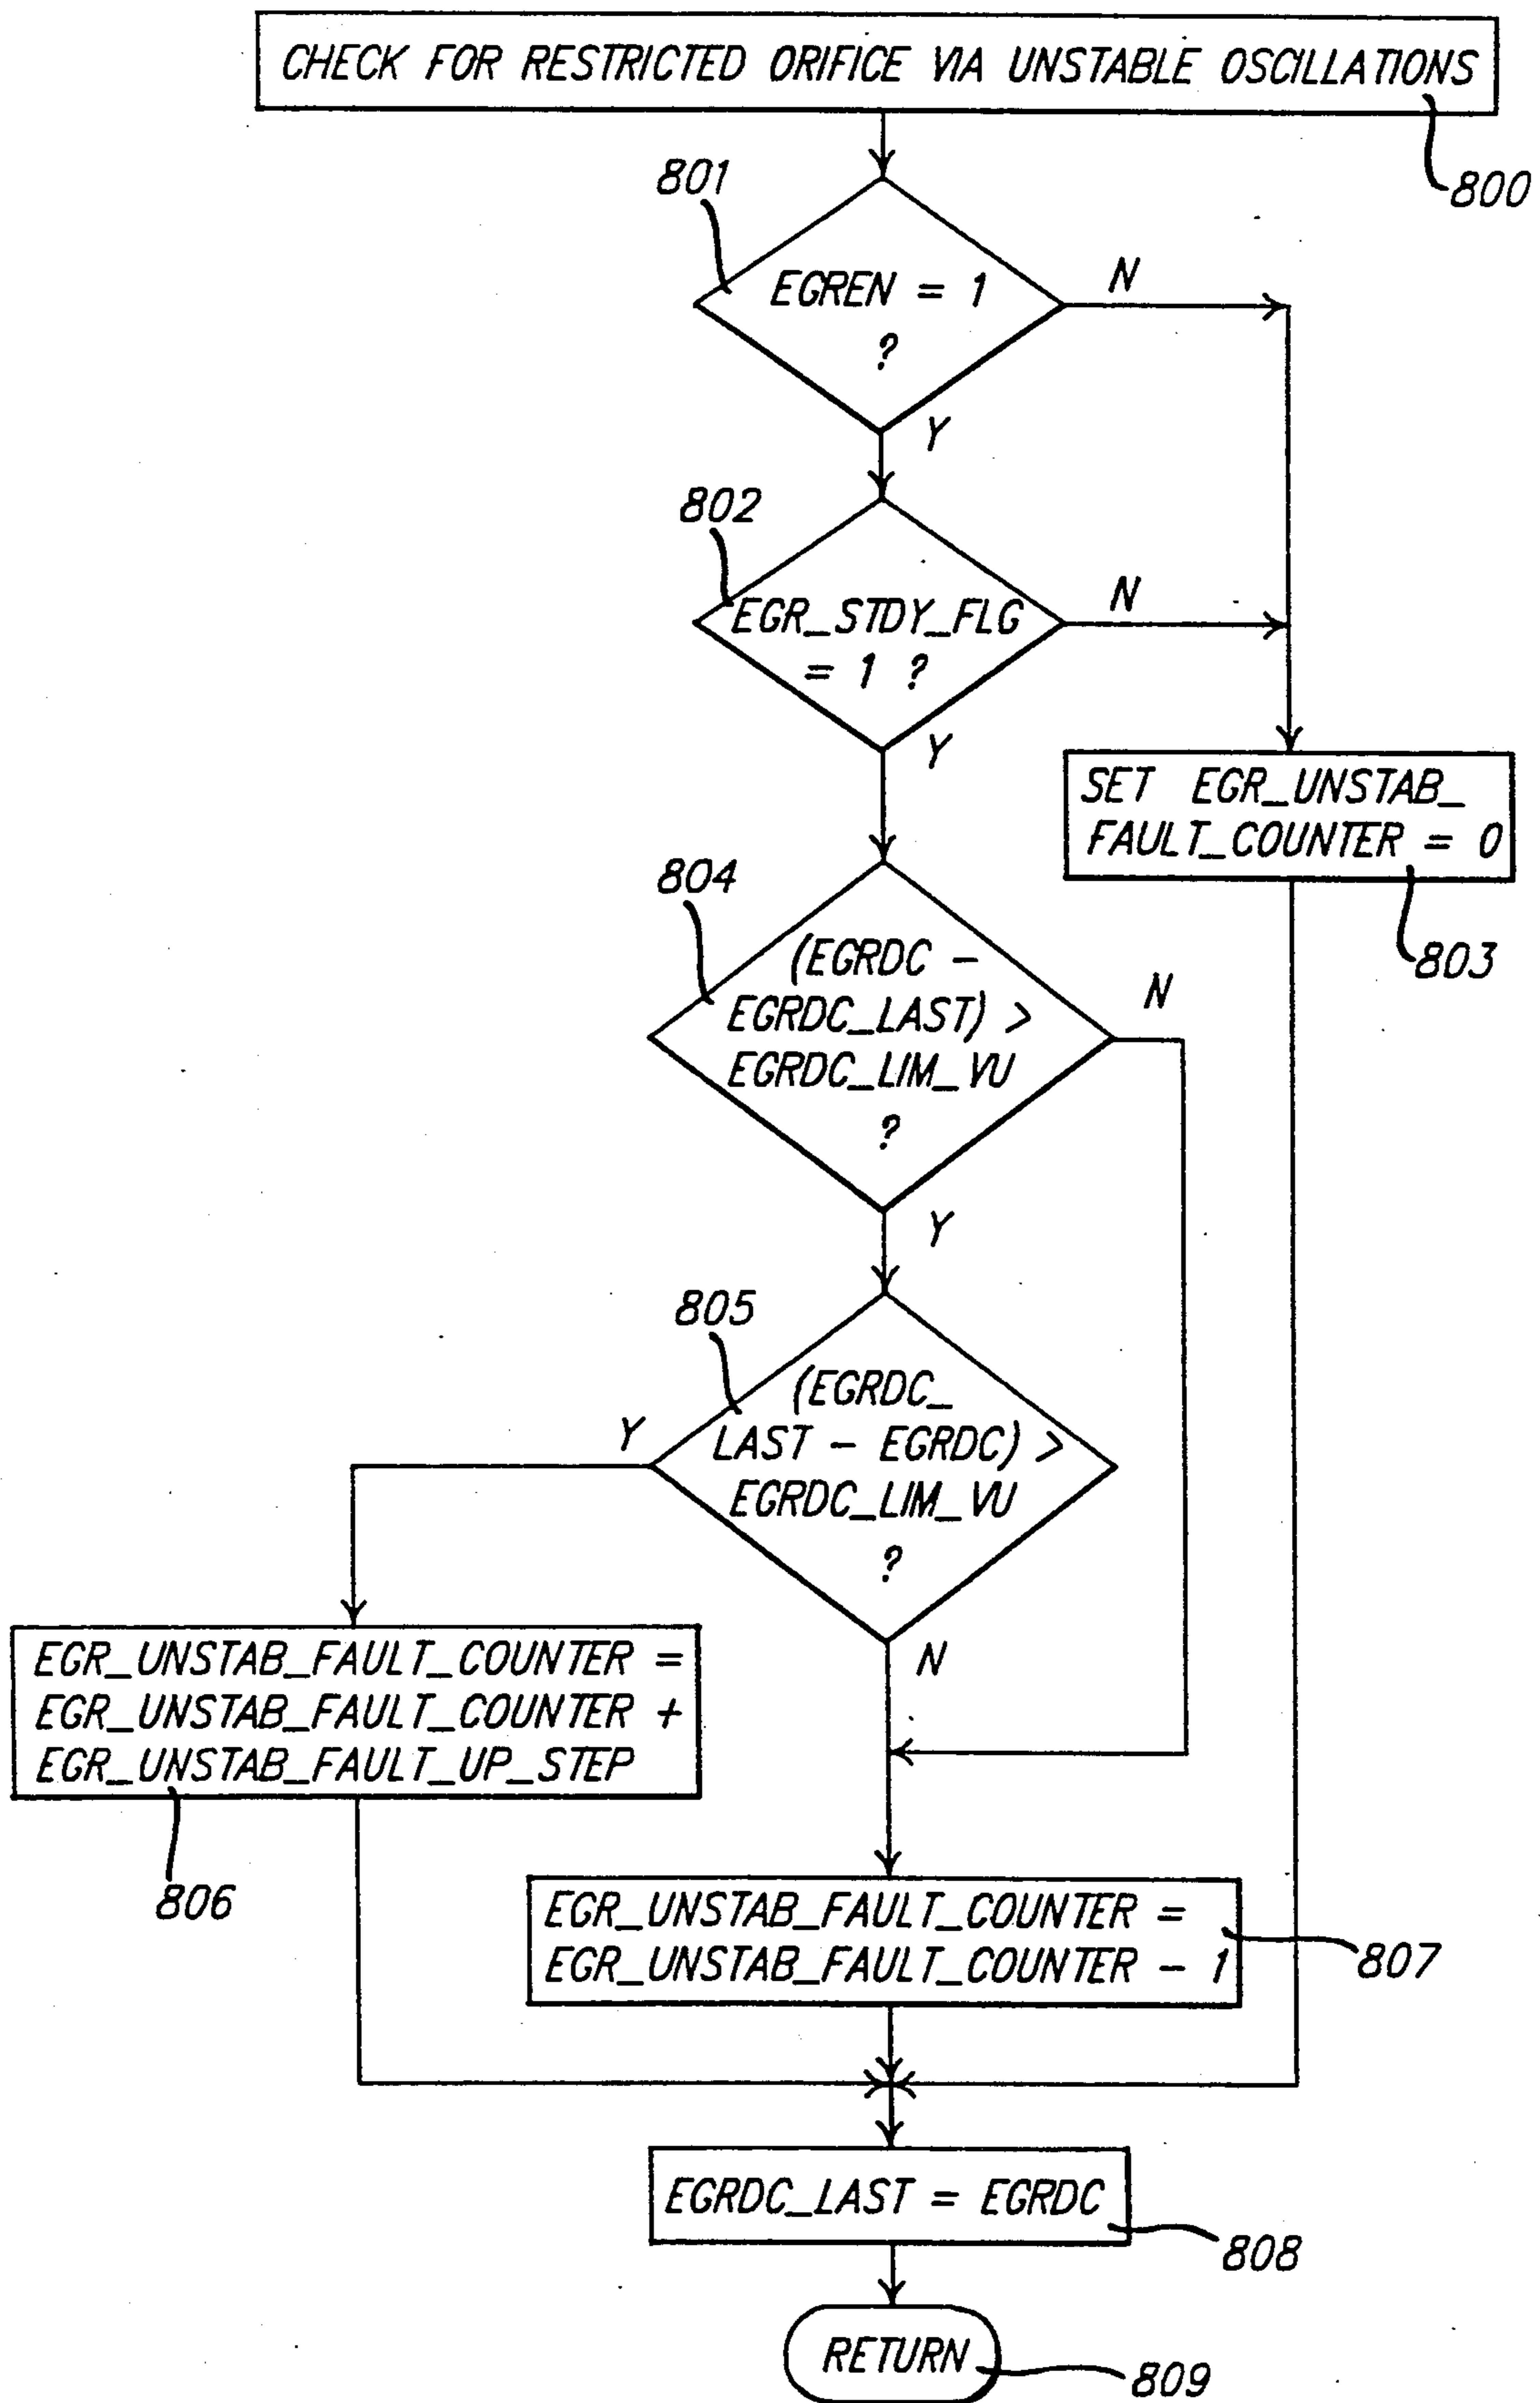 CHECK FOR RESTRICTED ORIFICE VIA UNSTABLE OSCILLATIONS
800
801
EGREN = 1
?
N
Y
802
EGR_STDY_FLG
= 1 ?
N
Y
SET EGR_UNSTAB_
FAULT_COUNTER = 0
803
804
(EGRDC -
EGRDC_LAST) >
EGRDC_LIM_VU
?
N
Y
805
(EGRDC_
LAST - EGRDC) >
EGRDC_LIM_VU
?
Y
N
EGR_UNSTAB_FAULT_COUNTER =
EGR_UNSTAB_FAULT_COUNTER +
EGR_UNSTAB_FAULT_UP_STEP
806
EGR_UNSTAB_FAULT_COUNTER =
EGR_UNSTAB_FAULT_COUNTER - 1
807
EGRDC_LAST = EGRDC
808
RETURN
809